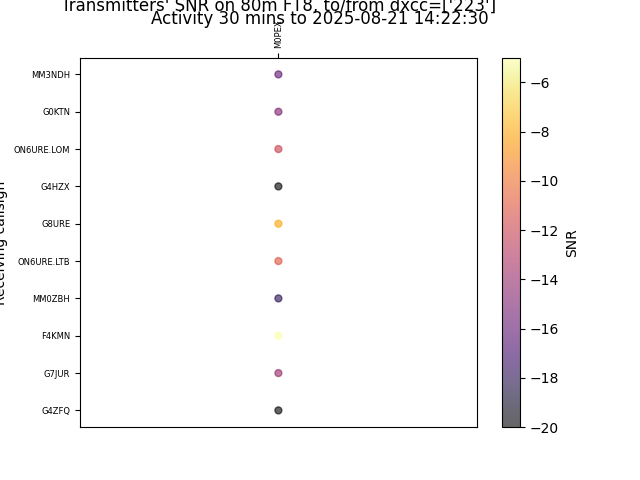 Transmitters' SNR on 80m FT8, to/from dxcc=['223']
Activity 30 mins to 2025-08-21 14:22:30
MM3NDH
G0KTN
ON6URE.LOM
G4HZX
G8URE
ON6URE.LTB
MM0ZBH
F4KMN
G7JUR
G4ZFQ
Receiving callsign
−6
−8
−10
−12
−14
−16
−18
−20
SNR